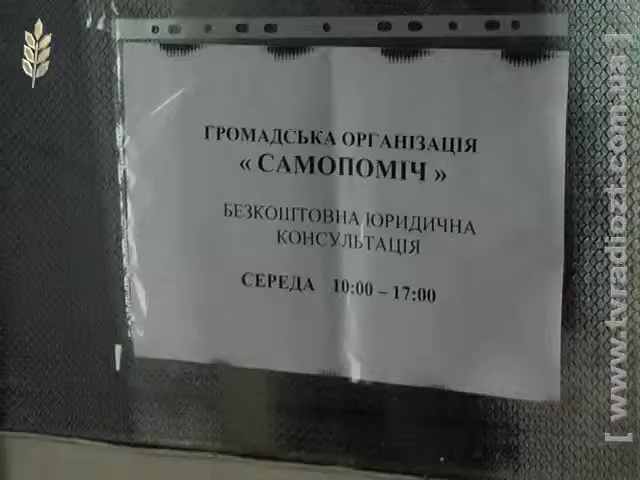 ГРОМАДСЬКА ОРГАНІЗАЦІЯ
« САМОПОМІЧ »
БЕЗКОШТОВНА ЮРИДИЧНА
КОНСУЛЬТАЦІЯ
СЕРЕДА 10:00 – 17:00
[ www.tvradiozt.com.ua ]